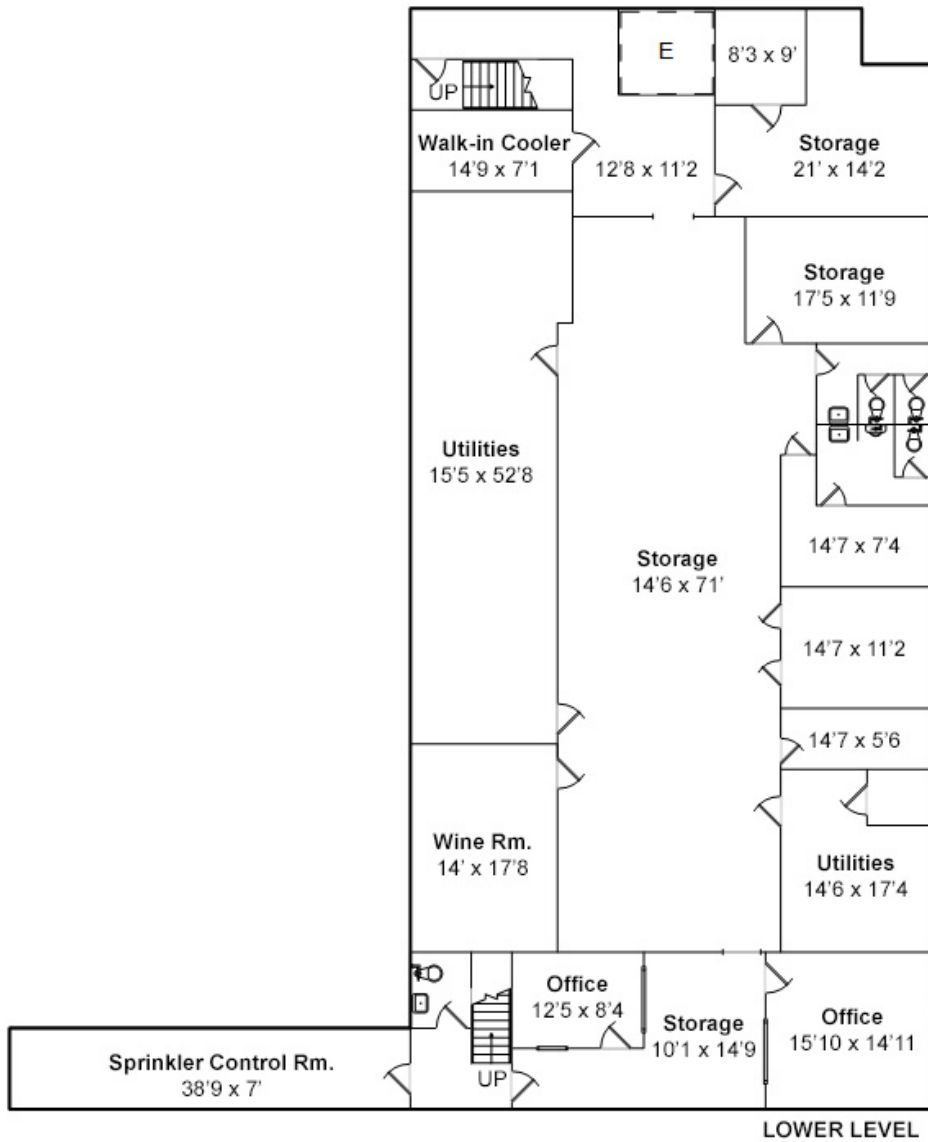 E
8'3 x 9'
UP
Walk-in Cooler
14'9 x 7'1
12'8 x 11'2
Storage
21' x 14'2
Storage
17'5 x 11'9
Utilities
15'5 x 52'8
14'7 x 7'4
Storage
14'6 x 71'
14'7 x 11'2
14'7 x 5'6
Wine Rm.
14' x 17'8
Utilities
14'6 x 17'4
Office
12'5 x 8'4
Storage
10'1 x 14'9
Office
15'10 x 14'11
Sprinkler Control Rm.
38'9 x 7'
UP
LOWER LEVEL